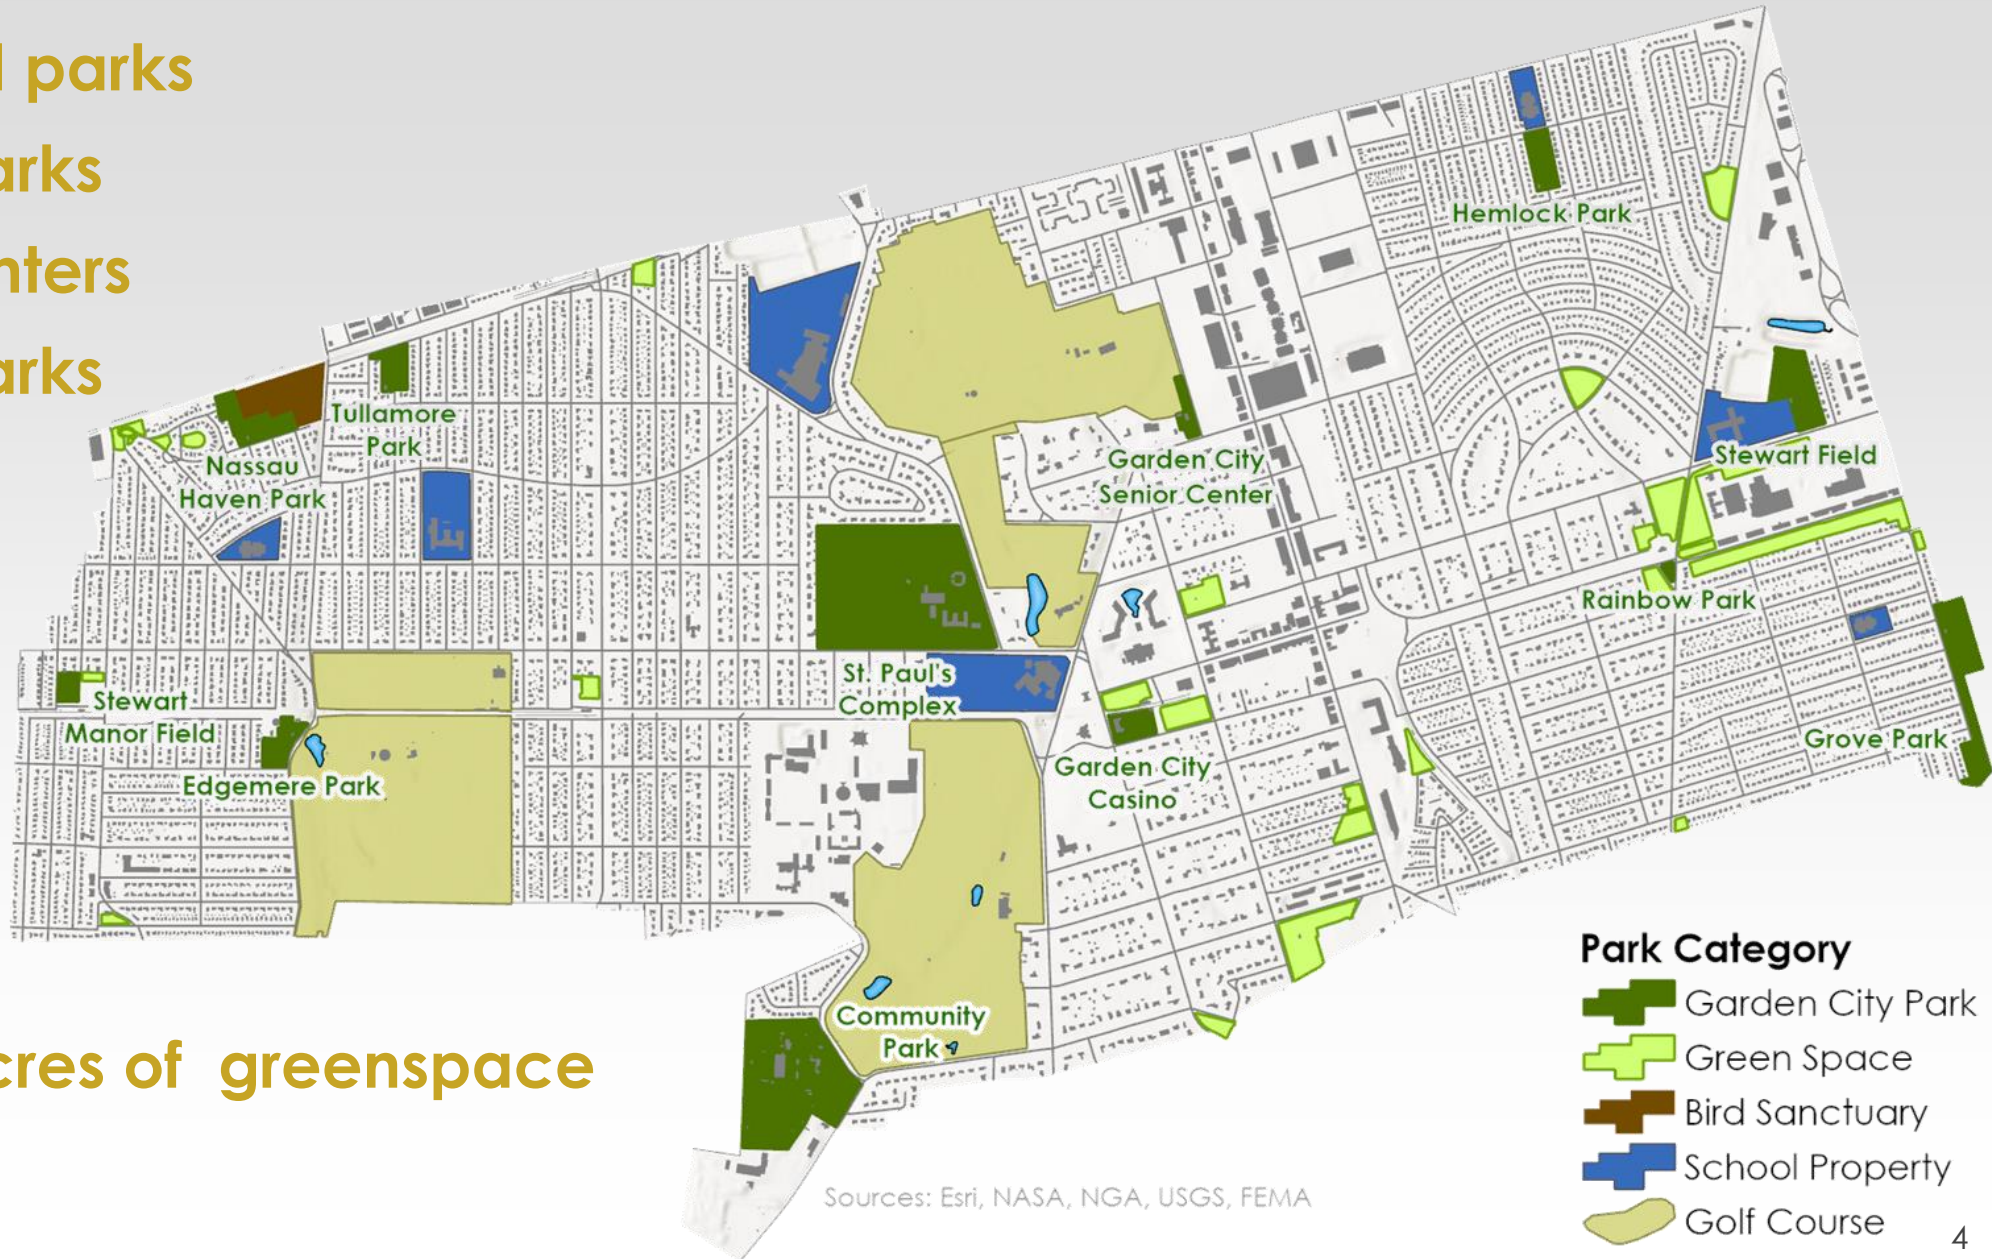 parks
arks
nters
arks
cres of greenspace
Hemlock Park
Tullamore
Park
Nassau
Haven Park
Garden City
Senior Center
Stewart Field
Rainbow Park
St. Paul's
Complex
Stewart
Manor Field
Edgemere Park
Garden City
Casino
Grove Park
Community
Park
Park Category
Garden City Park
Green Space
Bird Sanctuary
School Property
Golf Course
Sources: Esri, NASA, NGA, USGS, FEMA
4